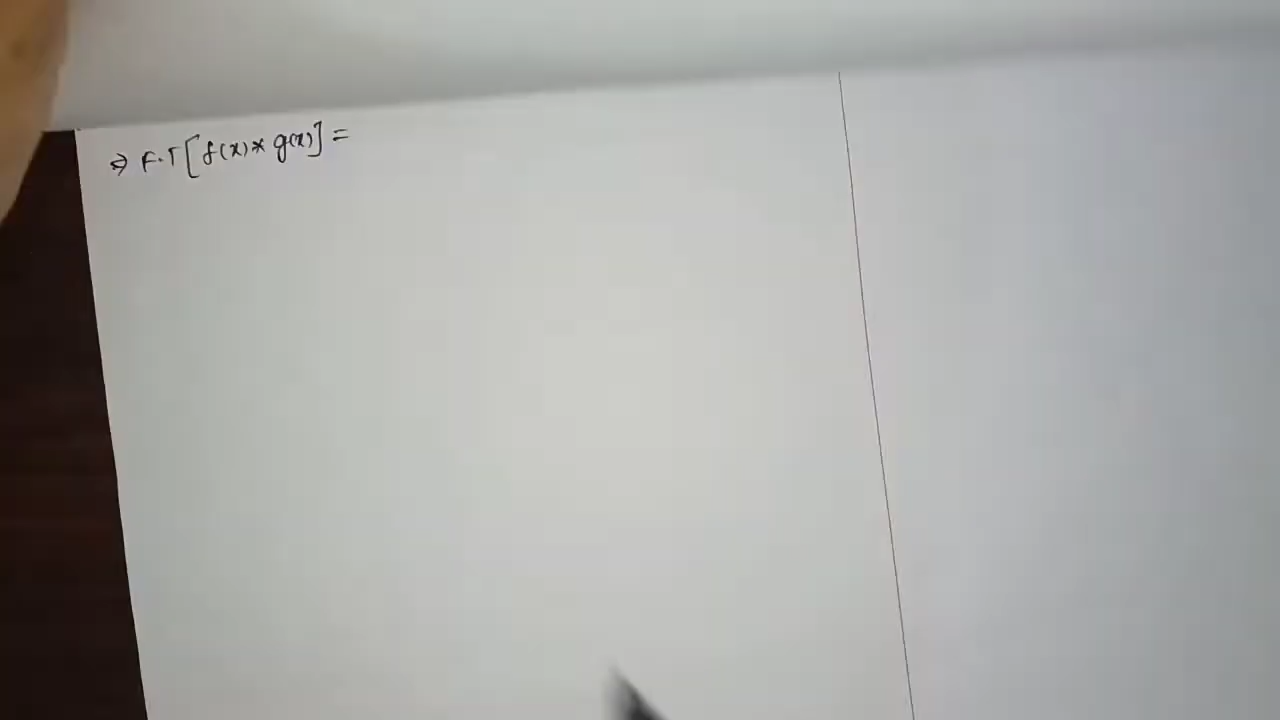 ⇒ F.T[f(x)* g(x)] =